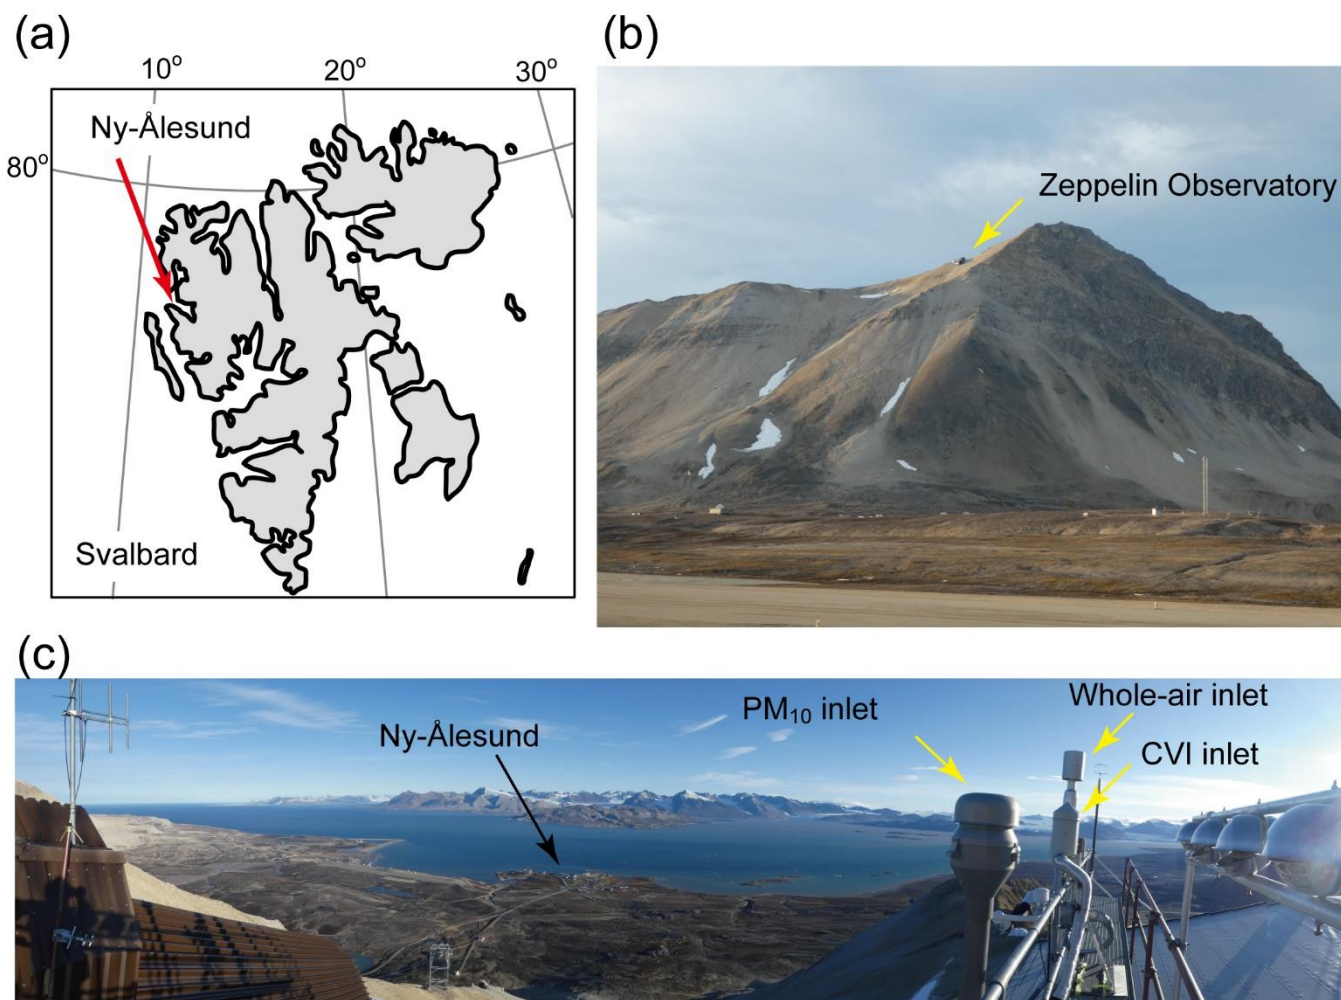 (a)
10°
20°
30°
Ny-Ålesund
80°
Svalbard
(b)
Zeppelin Observatory
(c)
Ny-Ålesund
PM₁₀ inlet
Whole-air inlet
CVI inlet